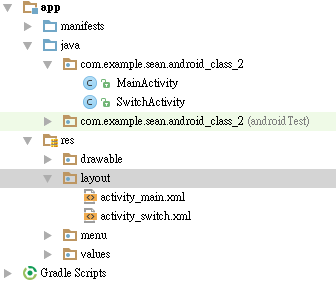 app
manifests
java
com.example.sean.android_class_2
MainActivity
SwitchActivity
com.example.sean.android_class_2 (androidTest)
res
drawable
layout
activity_main.xml
activity_switch.xml
menu
values
Gradle Scripts